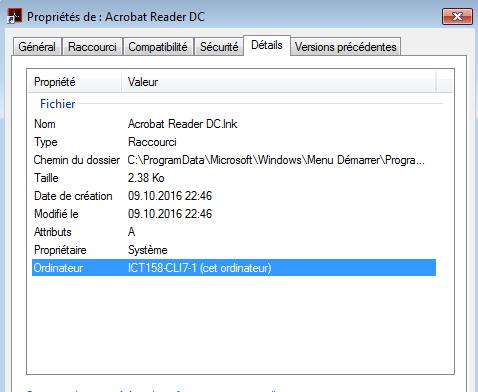 Propriétés de : Acrobat Reader DC
Général Raccourci Compatibilité Sécurité Détails Versions précédentes
Propriété Valeur
Fichier
Nom Acrobat Reader DC.lnk
Type Raccourci
Chemin du dossier C:\ProgramData\Microsoft\Windows\Menu Démarrer\Progra...
Taille 2.38 Ko
Date de création 09.10.2016 22:46
Modifié le 09.10.2016 22:46
Attributs A
Propriétaire Système
Ordinateur ICT158-CLI7-1 (cet ordinateur)